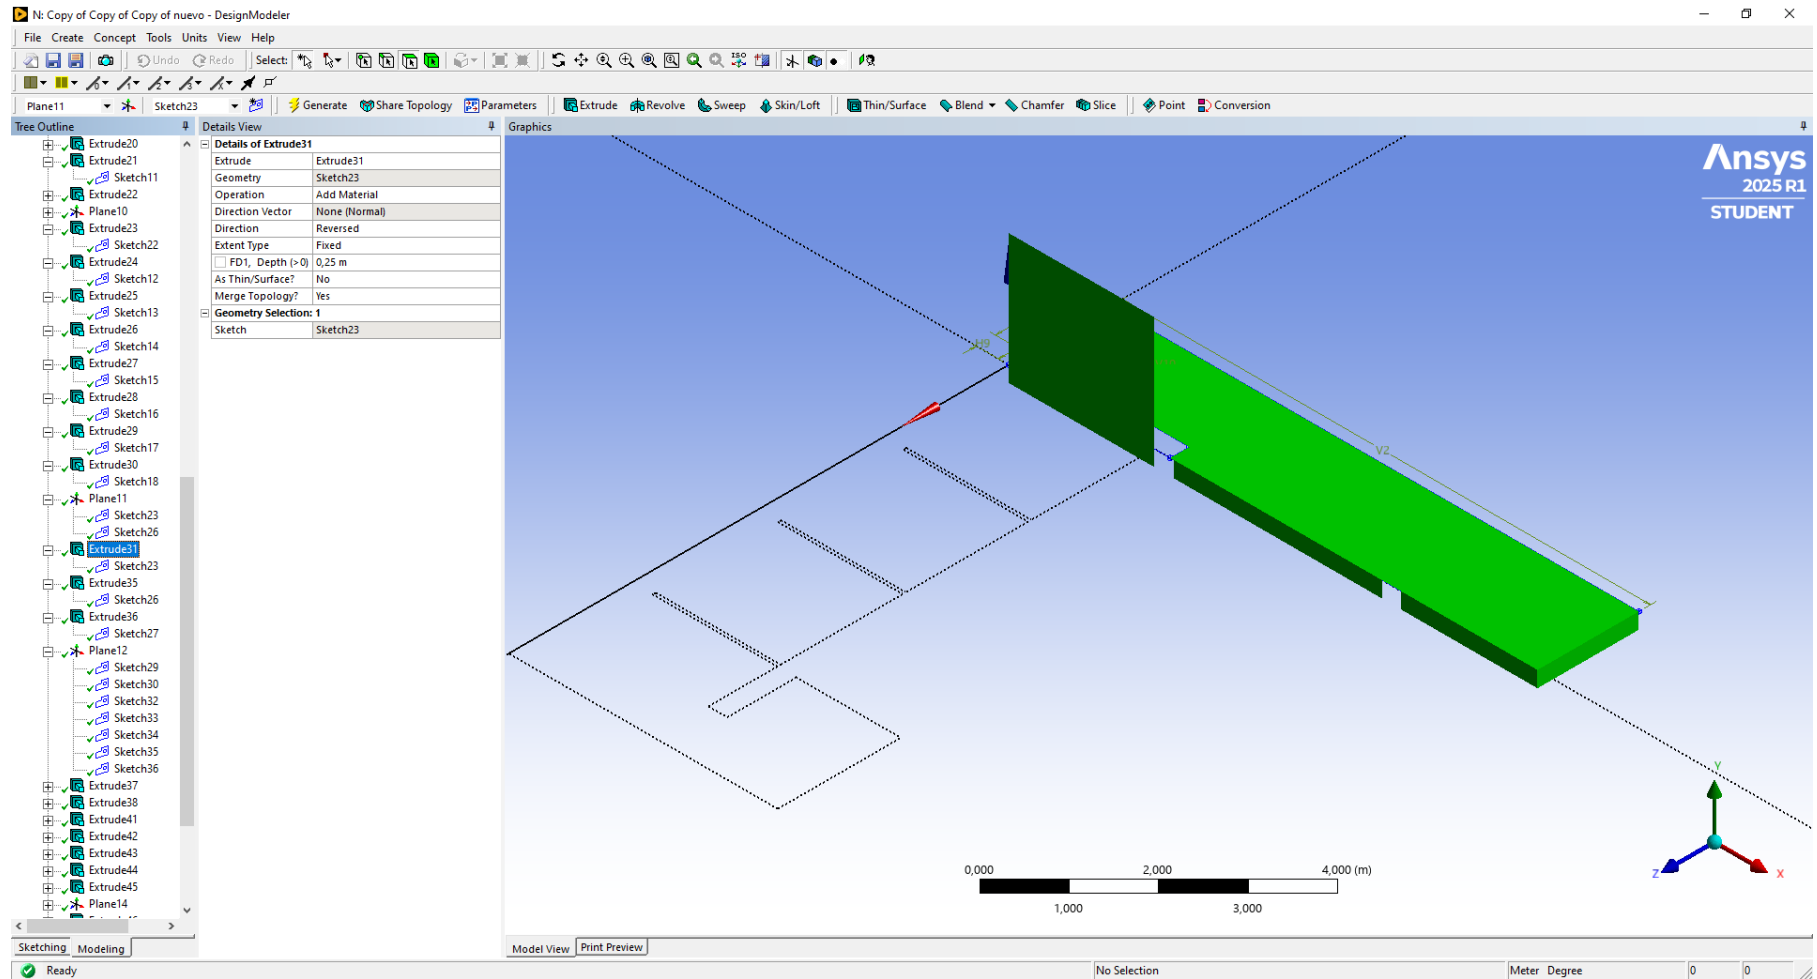 N: Copy of Copy of Copy of nuevo - DesignModeler
File Create Concept Tools Units View Help
Undo Redo Select:
Plane11 Sketch23 Generate Share Topology Parameters Extrude Revolve Sweep Skin/Loft Thin/Surface Blend Chamfer Slice Point Conversion
Tree Outline
Extrude20
Extrude21
Sketch11
Extrude22
Plane10
Extrude23
Sketch22
Extrude24
Sketch12
Extrude25
Sketch13
Extrude26
Sketch14
Extrude27
Sketch15
Extrude28
Sketch16
Extrude29
Sketch17
Extrude30
Sketch18
Plane11
Sketch23
Sketch26
Extrude31
Sketch23
Extrude35
Sketch26
Extrude36
Sketch27
Plane12
Sketch29
Sketch30
Sketch32
Sketch33
Sketch34
Sketch35
Sketch36
Extrude37
Extrude38
Extrude41
Extrude42
Extrude43
Extrude44
Extrude45
Plane14
Sketching Modeling
Details View
Details of Extrude31
Extrude Extrude31
Geometry Sketch23
Operation Add Material
Direction Vector None (Normal)
Direction Reversed
Extent Type Fixed
FD1, Depth (>0) 0,25 m
As Thin/Surface? No
Merge Topology? Yes
Geometry Selection: 1
Sketch Sketch23
Graphics
Ansys
2025 R1
STUDENT
H9
V2
Y
Z
X
0,000 2,000 4,000 (m)
1,000 3,000
Model View Print Preview
Ready No Selection Meter Degree 0 0